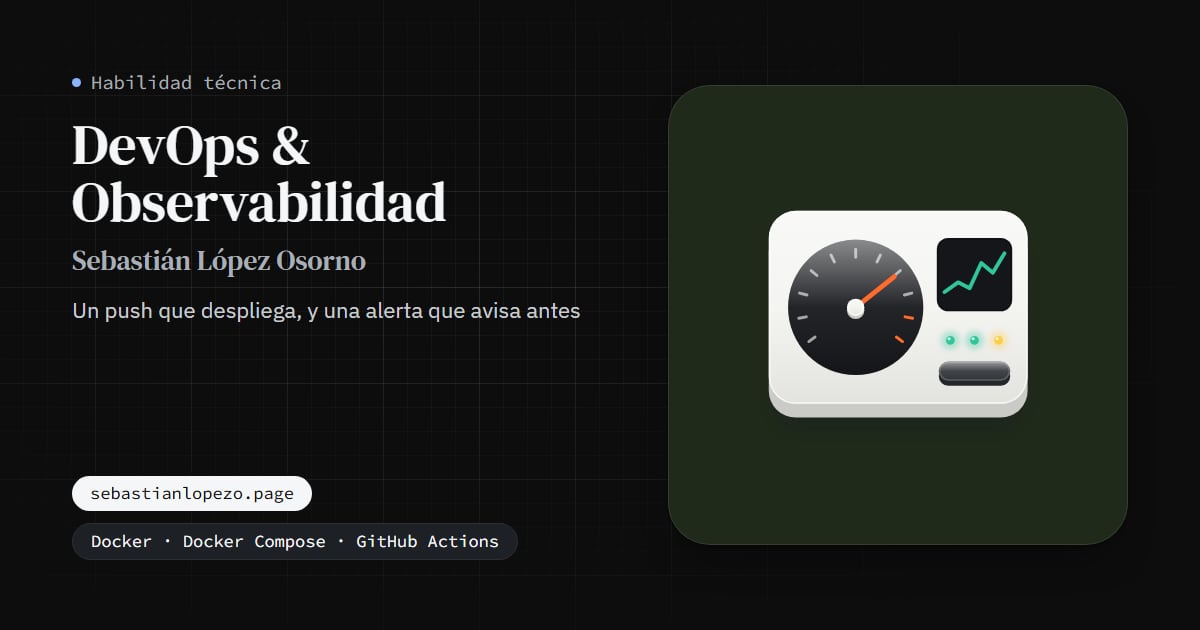 Habilidad técnica
DevOps &
Observabilidad
Sebastián López Osorno
Un push que despliega, y una alerta que avisa antes
sebastianlopezo.page
Docker · Docker Compose · GitHub Actions